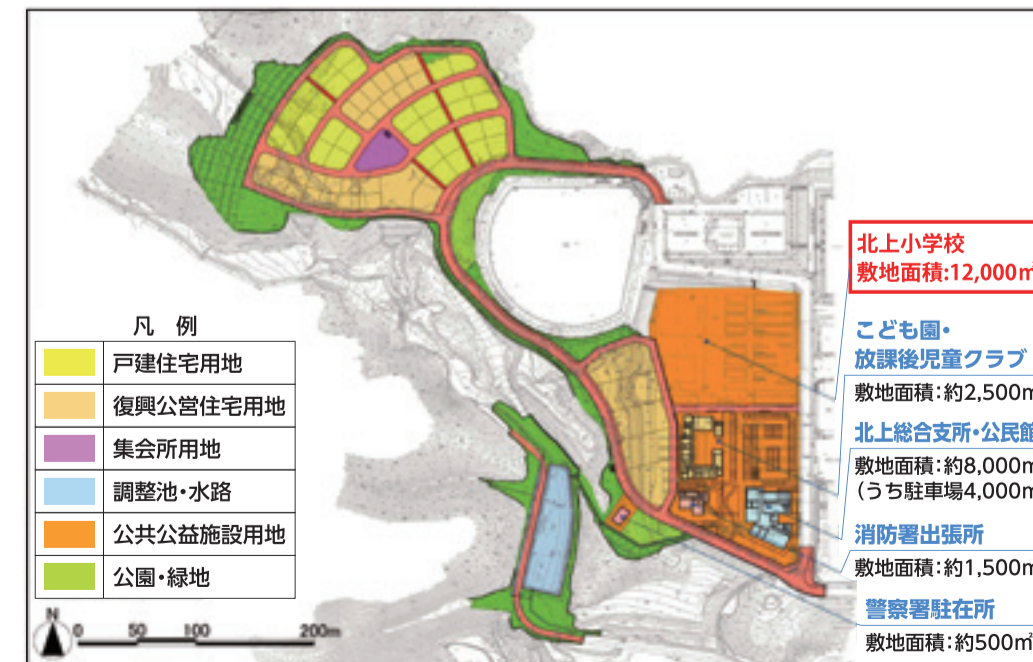 北上小学校
敷地面積:12,000㎡
こども園・
放課後児童クラブ
敷地面積:約2,500㎡
北上総合支所・公民館
敷地面積:約8,000㎡
(うち駐車場4,000㎡
消防署出張所
敷地面積:約1,500㎡
警察署駐在所
敷地面積:約500㎡
凡 例
戸建住宅用地
復興公営住宅用地
集会所用地
調整池・水路
公共公益施設用地
公園・緑地
N
0 50 100 200m